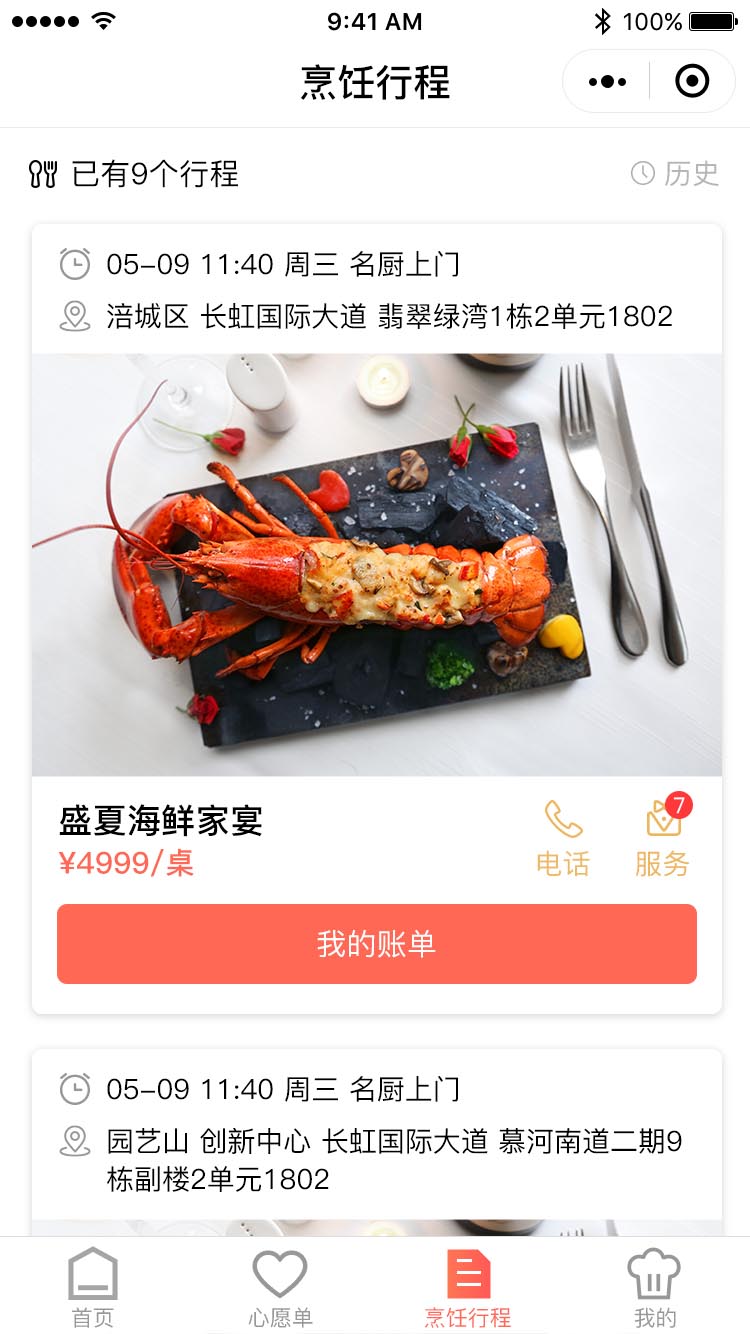 9:41 AM
100%
烹饪行程
已有9个行程
历史
05-09 11:40 周三 名厨上门
涪城区 长虹国际大道 翡翠绿湾1栋2单元1802
盛夏海鲜家宴
¥4999/桌
电话
7
服务
我的账单
05-09 11:40 周三 名厨上门
园艺山 创新中心 长虹国际大道 慕河南道二期9
栋副楼2单元1802
首页
心愿单
烹饪行程
我的